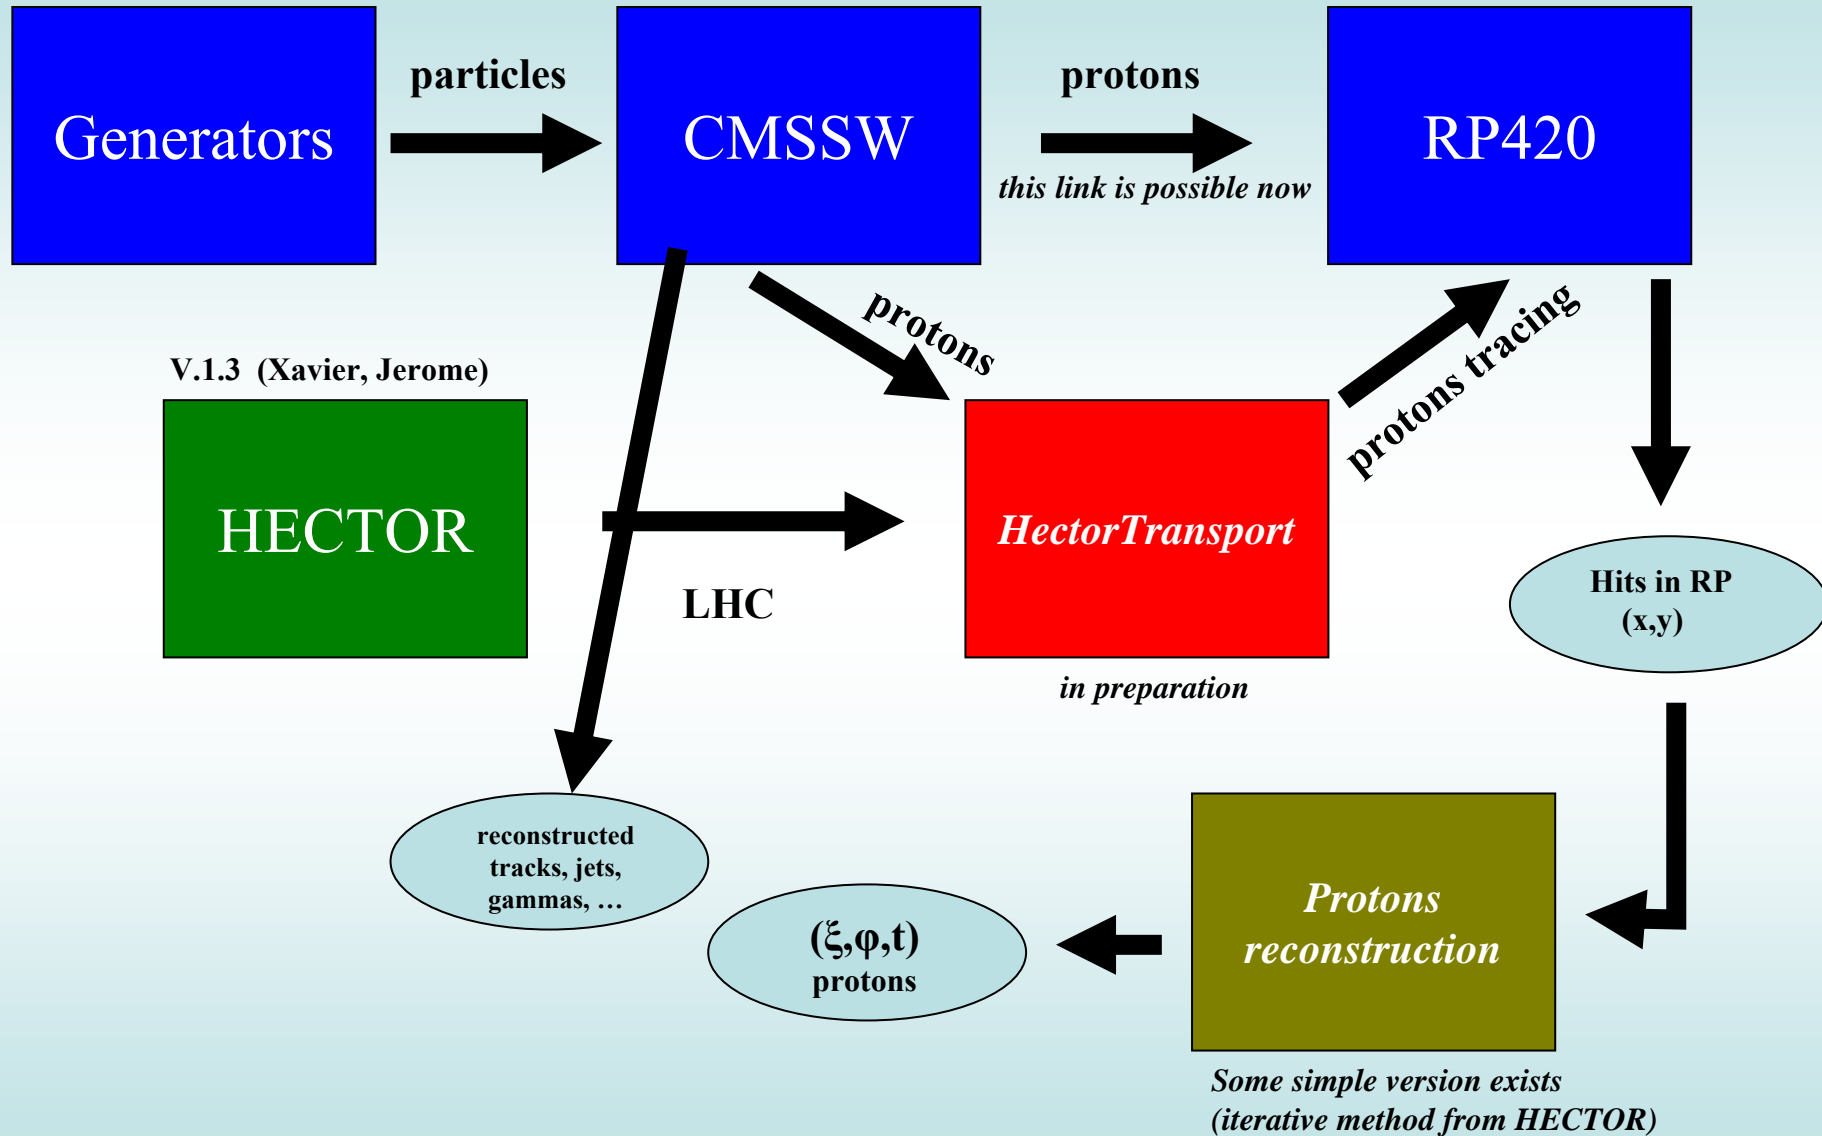 particles
protons
Generators
CMSSW
RP420
this link is possible now
protons
protons tracing
V.1.3 (Xavier, Jerome)
HECTOR
HectorTransport
LHC
Hits in RP
(x,y)
in preparation
reconstructed
tracks, jets,
gammas, …
(ξ,φ,t)
protons
Protons
reconstruction
Some simple version exists
(iterative method from HECTOR)